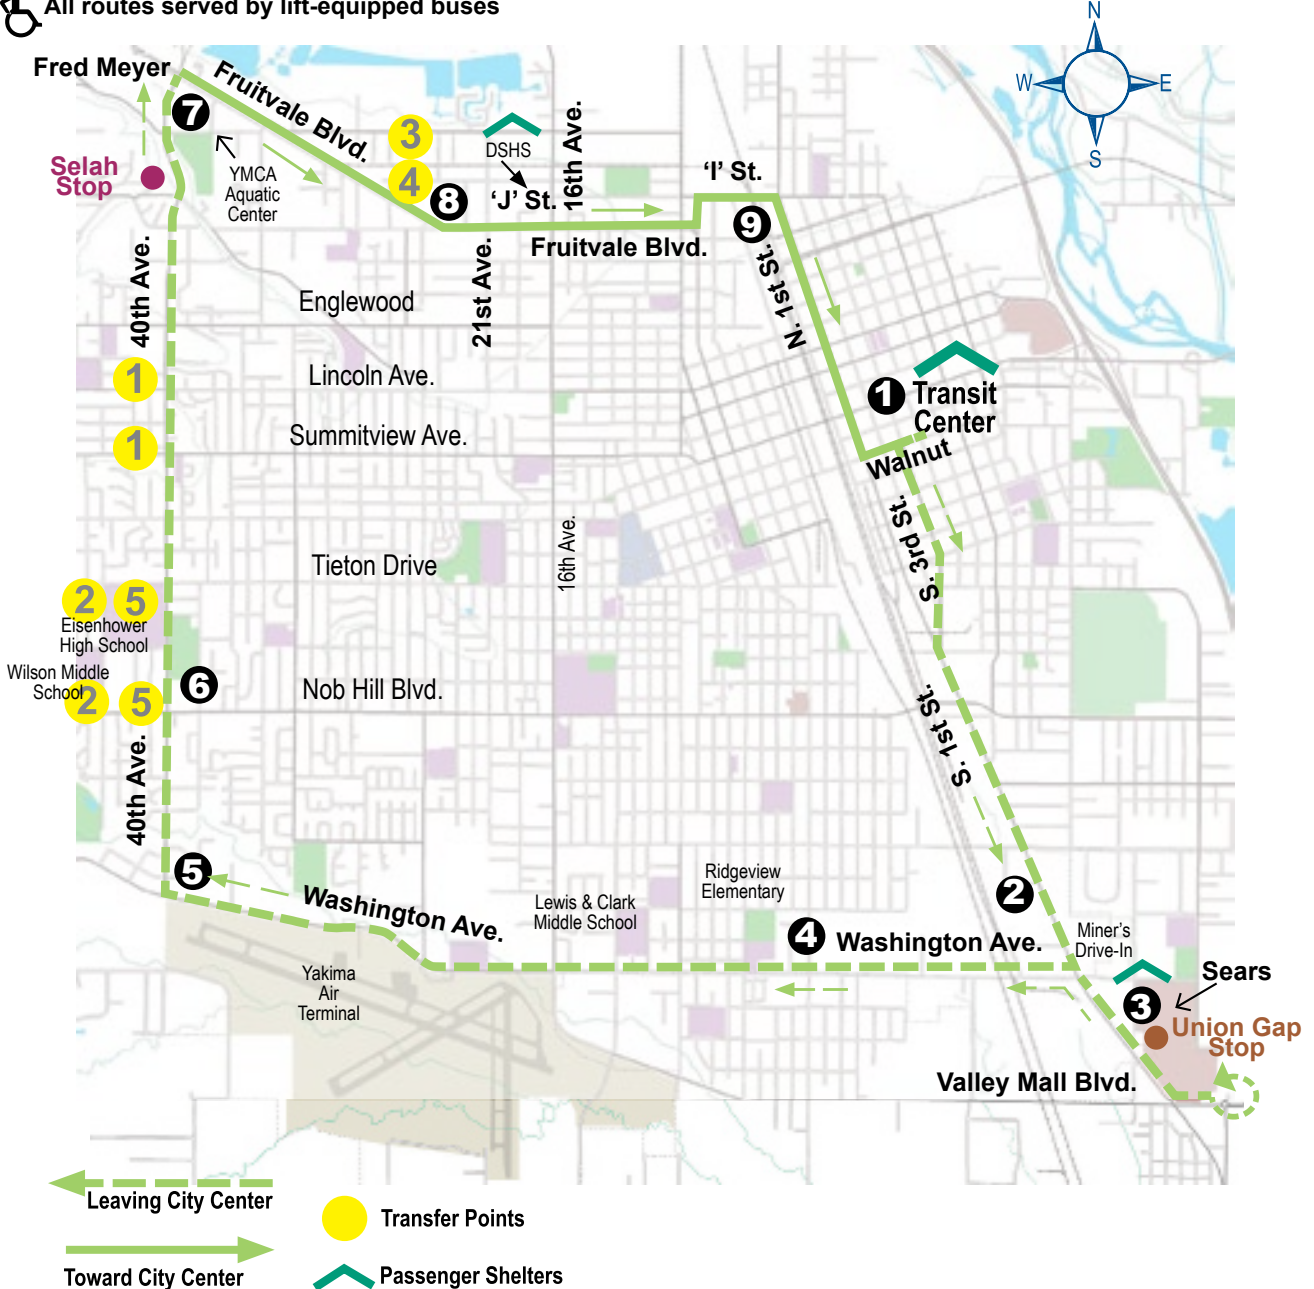 All routes served by lift-equipped buses
N
W
E
S
Fred Meyer
Fruitvale Blvd.
7
3
4
DSHS
16th Ave.
'J' St.
'I' St.
Selah
Stop
YMCA
Aquatic
Center
8
9
Fruitvale Blvd.
40th Ave.
21st Ave.
N. 1st St.
Englewood
1
Lincoln Ave.
1
Transit
Center
1
Summitview Ave.
Walnut
S. 3rd St.
16th Ave.
Tieton Drive
2
5
Eisenhower
High School
Wilson Middle
School
2
5
6
Nob Hill Blvd.
S. 1st St.
40th Ave.
5
Washington Ave.
Lewis & Clark
Middle School
Ridgeview
Elementary
2
4
Washington Ave.
Miner's
Drive-In
Sears
3
Union Gap
Stop
Yakima
Air
Terminal
Valley Mall Blvd.
Leaving City Center
Transfer Points
Toward City Center
Passenger Shelters